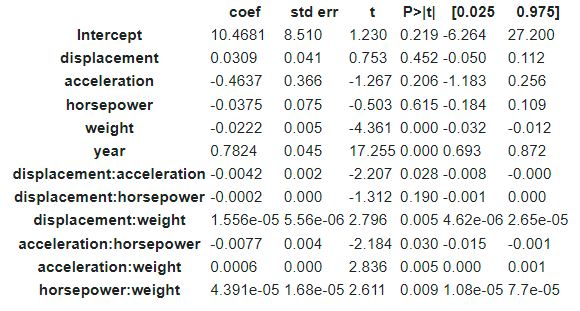 coef std err t P>|t| [0.025 0.975]
Intercept 10.4681 8.510 1.230 0.219 -6.264 27.200
displacement 0.0309 0.041 0.753 0.452 -0.050 0.112
acceleration -0.4637 0.366 -1.267 0.206 -1.183 0.256
horsepower -0.0375 0.075 -0.503 0.615 -0.184 0.109
weight -0.0222 0.005 -4.361 0.000 -0.032 -0.012
year 0.7824 0.045 17.255 0.000 0.693 0.872
displacement:acceleration -0.0042 0.002 -2.207 0.028 -0.008 -0.000
displacement:horsepower -0.0002 0.000 -1.312 0.190 -0.001 0.000
displacement:weight 1.556e-05 5.56e-06 2.796 0.005 4.62e-06 2.65e-05
acceleration:horsepower -0.0077 0.004 -2.184 0.030 -0.015 -0.001
acceleration:weight 0.0006 0.000 2.836 0.005 0.000 0.001
horsepower:weight 4.391e-05 1.68e-05 2.611 0.009 1.08e-05 7.7e-05